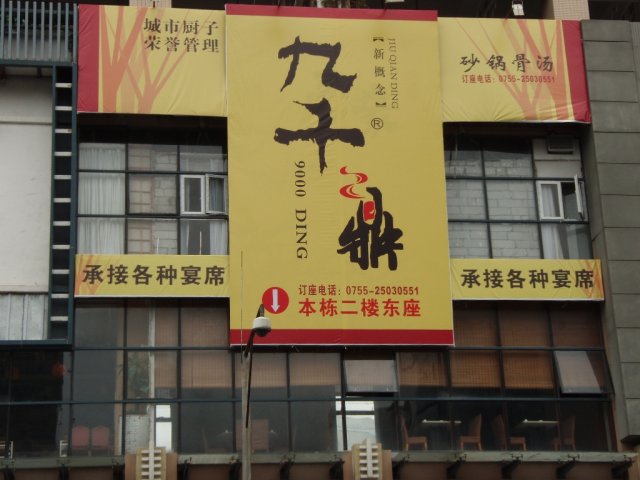 城市厨子
荣誉管理
九千鼎
®
【新概念】
JIUQIAN DING
9000 DING
订座电话：0755-25030551
本栋二楼东座
砂锅骨汤
订座电话：0755-25030551
承接各种宴席
承接各种宴席